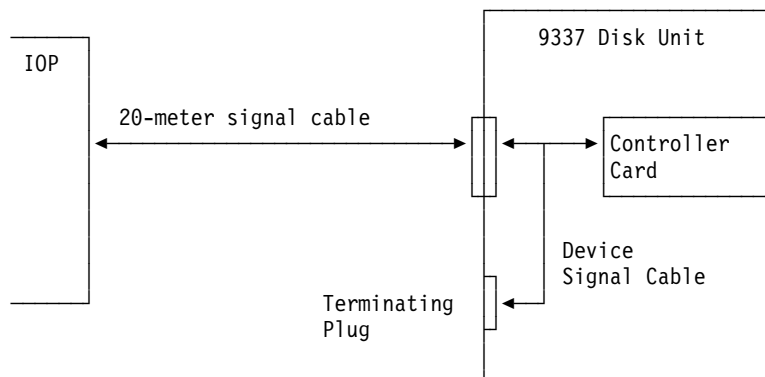 9337 Disk Unit
IOP
20-meter signal cable
Controller
Card
Device
Signal Cable
Terminating
Plug